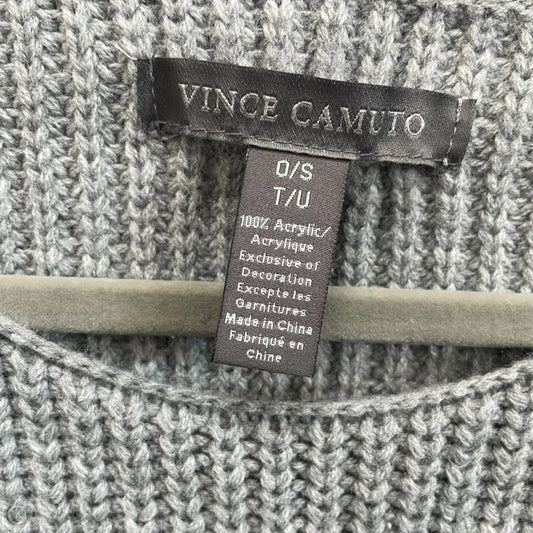 VINCE CAMUTO
O/S
T/U
100% Acrylic/
Acrylique
Exclusive of
Decoration
Excepte les
Garnitures
Made in China
Fabriqué en
Chine